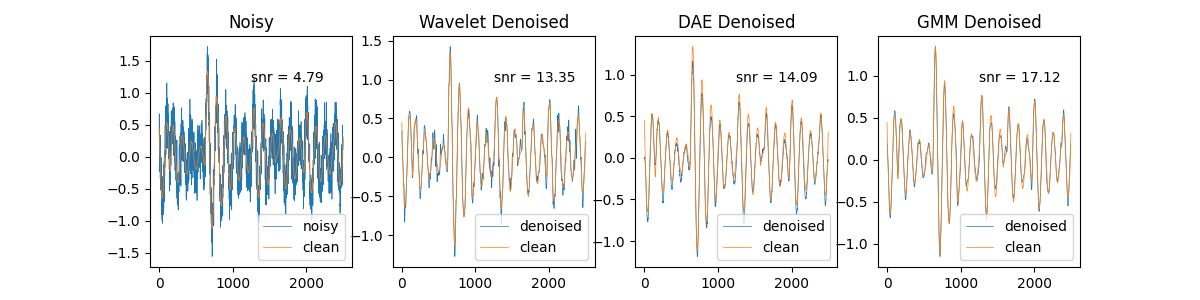 Noisy
1.5
1.0
0.5
0.0
−0.5
−1.0
−1.5
snr = 4.79
noisy
clean
0
1000
2000
Wavelet Denoised
1.5
1.0
0.5
0.0
−0.5
−1.0
snr = 13.35
denoised
clean
0
1000
2000
DAE Denoised
1.0
0.5
0.0
−0.5
−1.0
snr = 14.09
denoised
clean
0
1000
2000
GMM Denoised
1.0
0.5
0.0
−0.5
−1.0
snr = 17.12
denoised
clean
0
1000
2000